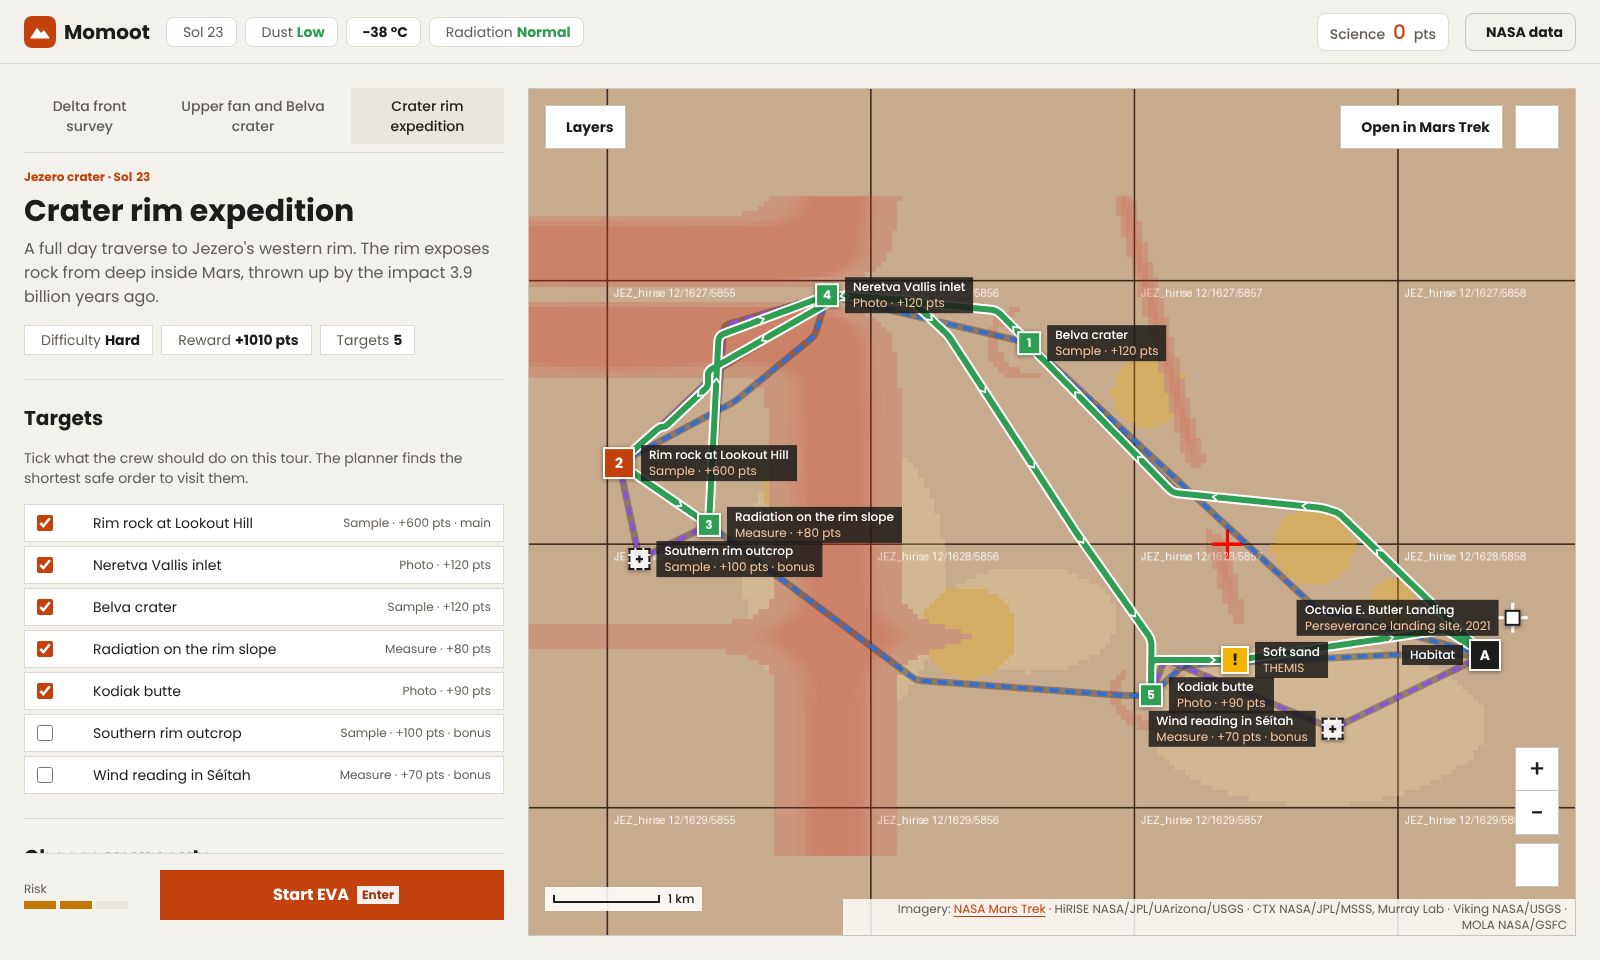 Momoot
Sol 23
Dust Low
-38 °C
Radiation Normal
Science 0 pts
NASA data
Delta front survey
Upper fan and Belva crater
Crater rim expedition
Jezero crater · Sol 23
Crater rim expedition
A full day traverse to Jezero's western rim. The rim exposes
rock from deep inside Mars, thrown up by the impact 3.9
billion years ago.
Difficulty Hard
Reward +1010 pts
Targets 5
Targets
Tick what the crew should do on this tour. The planner finds the
shortest safe order to visit them.
Rim rock at Lookout Hill Sample · +600 pts · main
Neretva Vallis inlet Photo · +120 pts
Belva crater Sample · +120 pts
Radiation on the rim slope Measure · +80 pts
Kodiak butte Photo · +90 pts
Southern rim outcrop Sample · +100 pts · bonus
Wind reading in Séítah Measure · +70 pts · bonus
Risk
Start EVA Enter
Layers
Open in Mars Trek
JEZ_hirise 12/1627/5855
5856
JEZ_hirise 12/1627/5857
JEZ_hirise 12/1627/5858
4
Neretva Vallis inlet
Photo · +120 pts
1
Belva crater
Sample · +120 pts
2
Rim rock at Lookout Hill
Sample · +600 pts
3
Radiation on the rim slope
Measure · +80 pts
JE
JEZ_hirise 12/1628/5856
JEZ_hirise 12/1628/5857
JEZ_hirise 12/1628/5858
+
Southern rim outcrop
Sample · +100 pts · bonus
Octavia E. Butler Landing
Perseverance landing site, 2021
Habitat
A
!
Soft sand
THEMIS
5
Kodiak butte
Photo · +90 pts
Wind reading in Séítah
Measure · +70 pts · bonus
+
+
−
JEZ_hirise 12/1629/5855
JEZ_hirise 12/1629/5856
JEZ_hirise 12/1629/5857
JEZ_hirise 12/1629/58
1 km
Imagery: NASA Mars Trek · HiRISE NASA/JPL/UArizona/USGS · CTX NASA/JPL/MSSS, Murray Lab · Viking NASA/USGS ·
MOLA NASA/GSFC